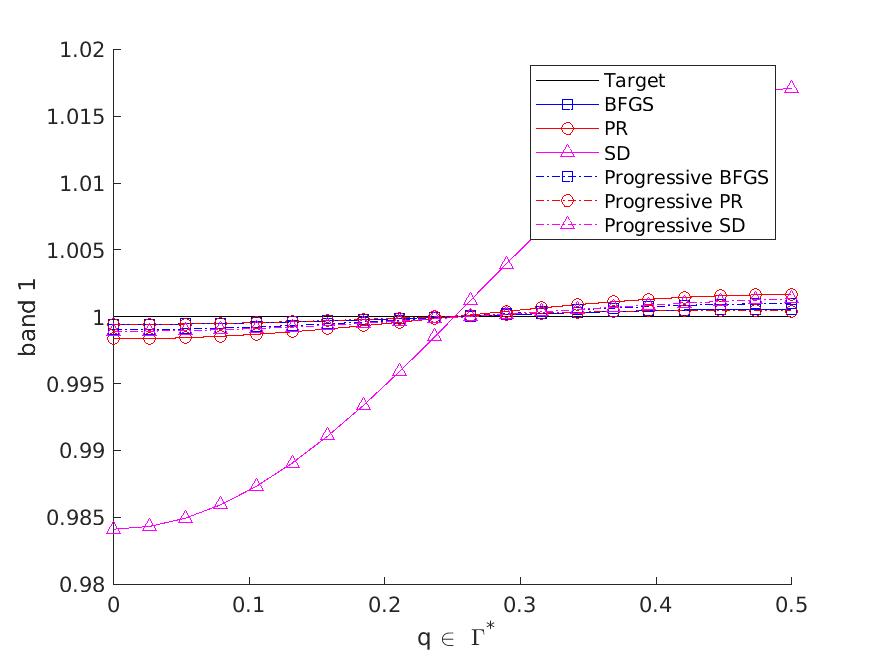 1.02
1.015
1.01
1.005
1
0.995
0.99
0.985
0.98
band 1
Target
BFGS
PR
SD
Progressive BFGS
Progressive PR
Progressive SD
0 0.1 0.2 0.3 0.4 0.5
q ∈ Γ*